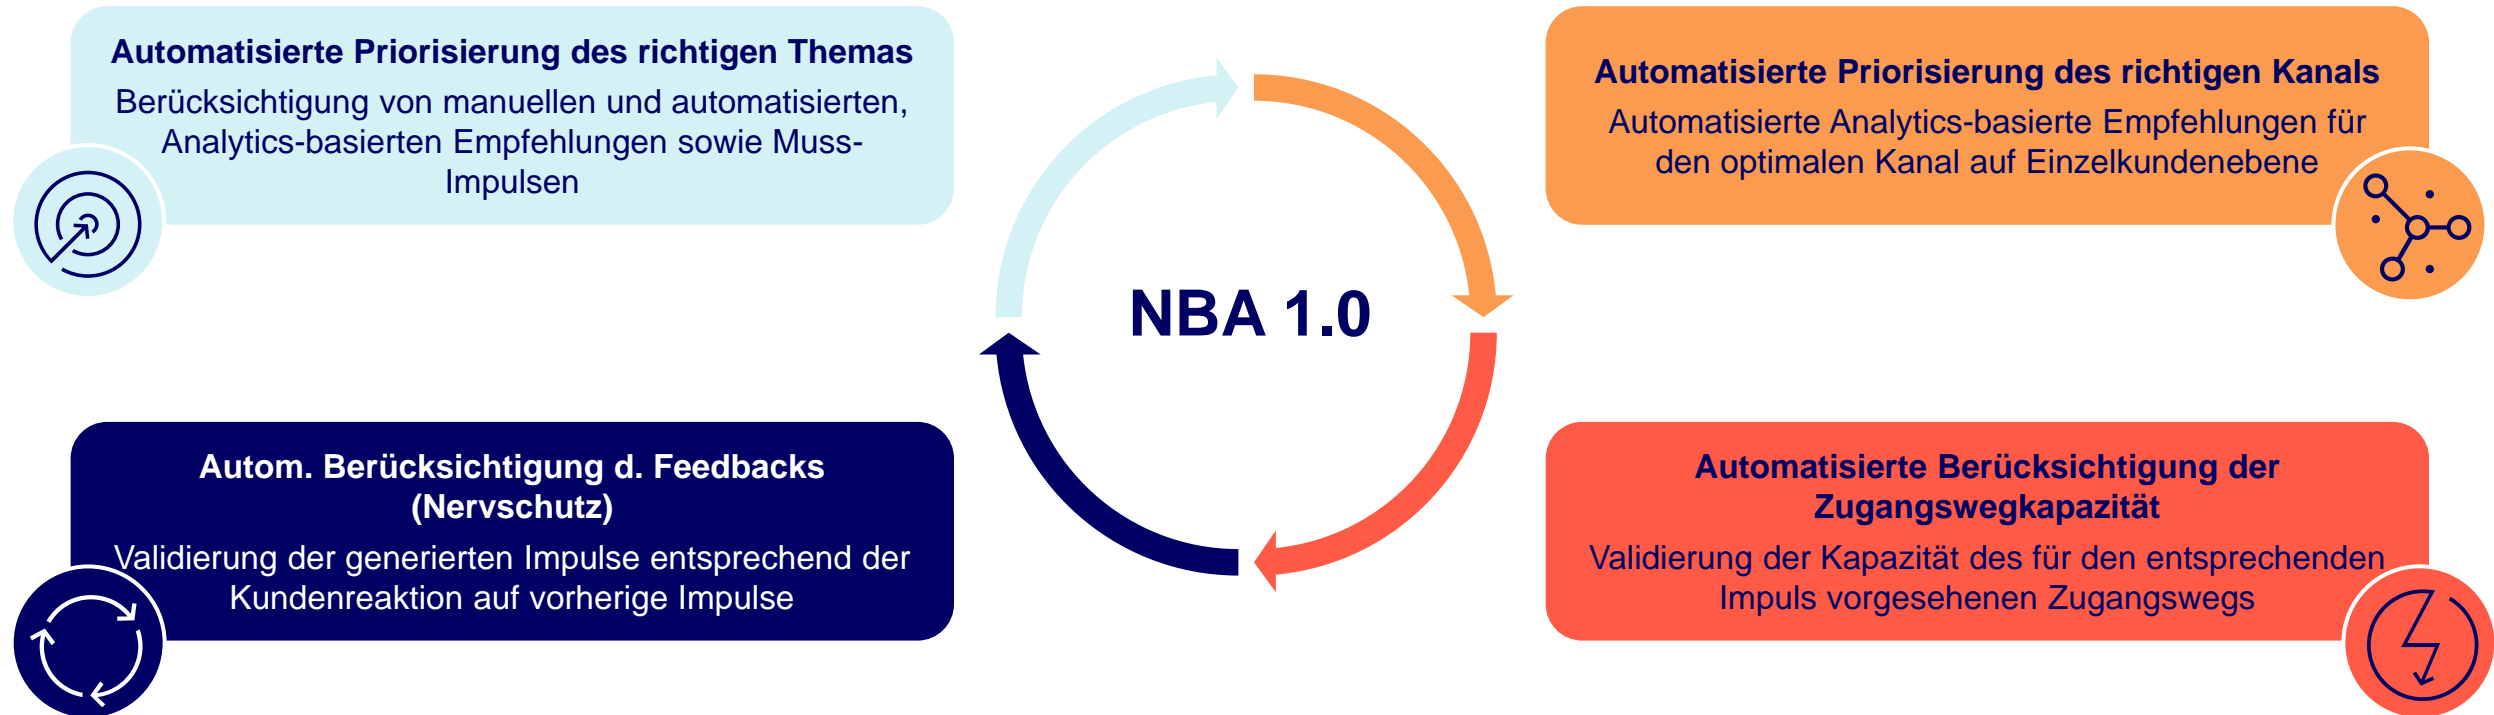 Automatisierte Priorisierung des richtigen Themas
Berücksichtigung von manuellen und automatisierten,
Analytics-basierten Empfehlungen sowie Muss-
Impulsen
Automatisierte Priorisierung des richtigen Kanals
Automatisierte Analytics-basierte Empfehlungen für
den optimalen Kanal auf Einzelkundenebene
NBA 1.0
Autom. Berücksichtigung d. Feedbacks
(Nervschutz)
Validierung der generierten Impulse entsprechend der
Kundenreaktion auf vorherige Impulse
Automatisierte Berücksichtigung der
Zugangswegkapazität
Validierung der Kapazität des für den entsprechenden
Impuls vorgesehenen Zugangswegs